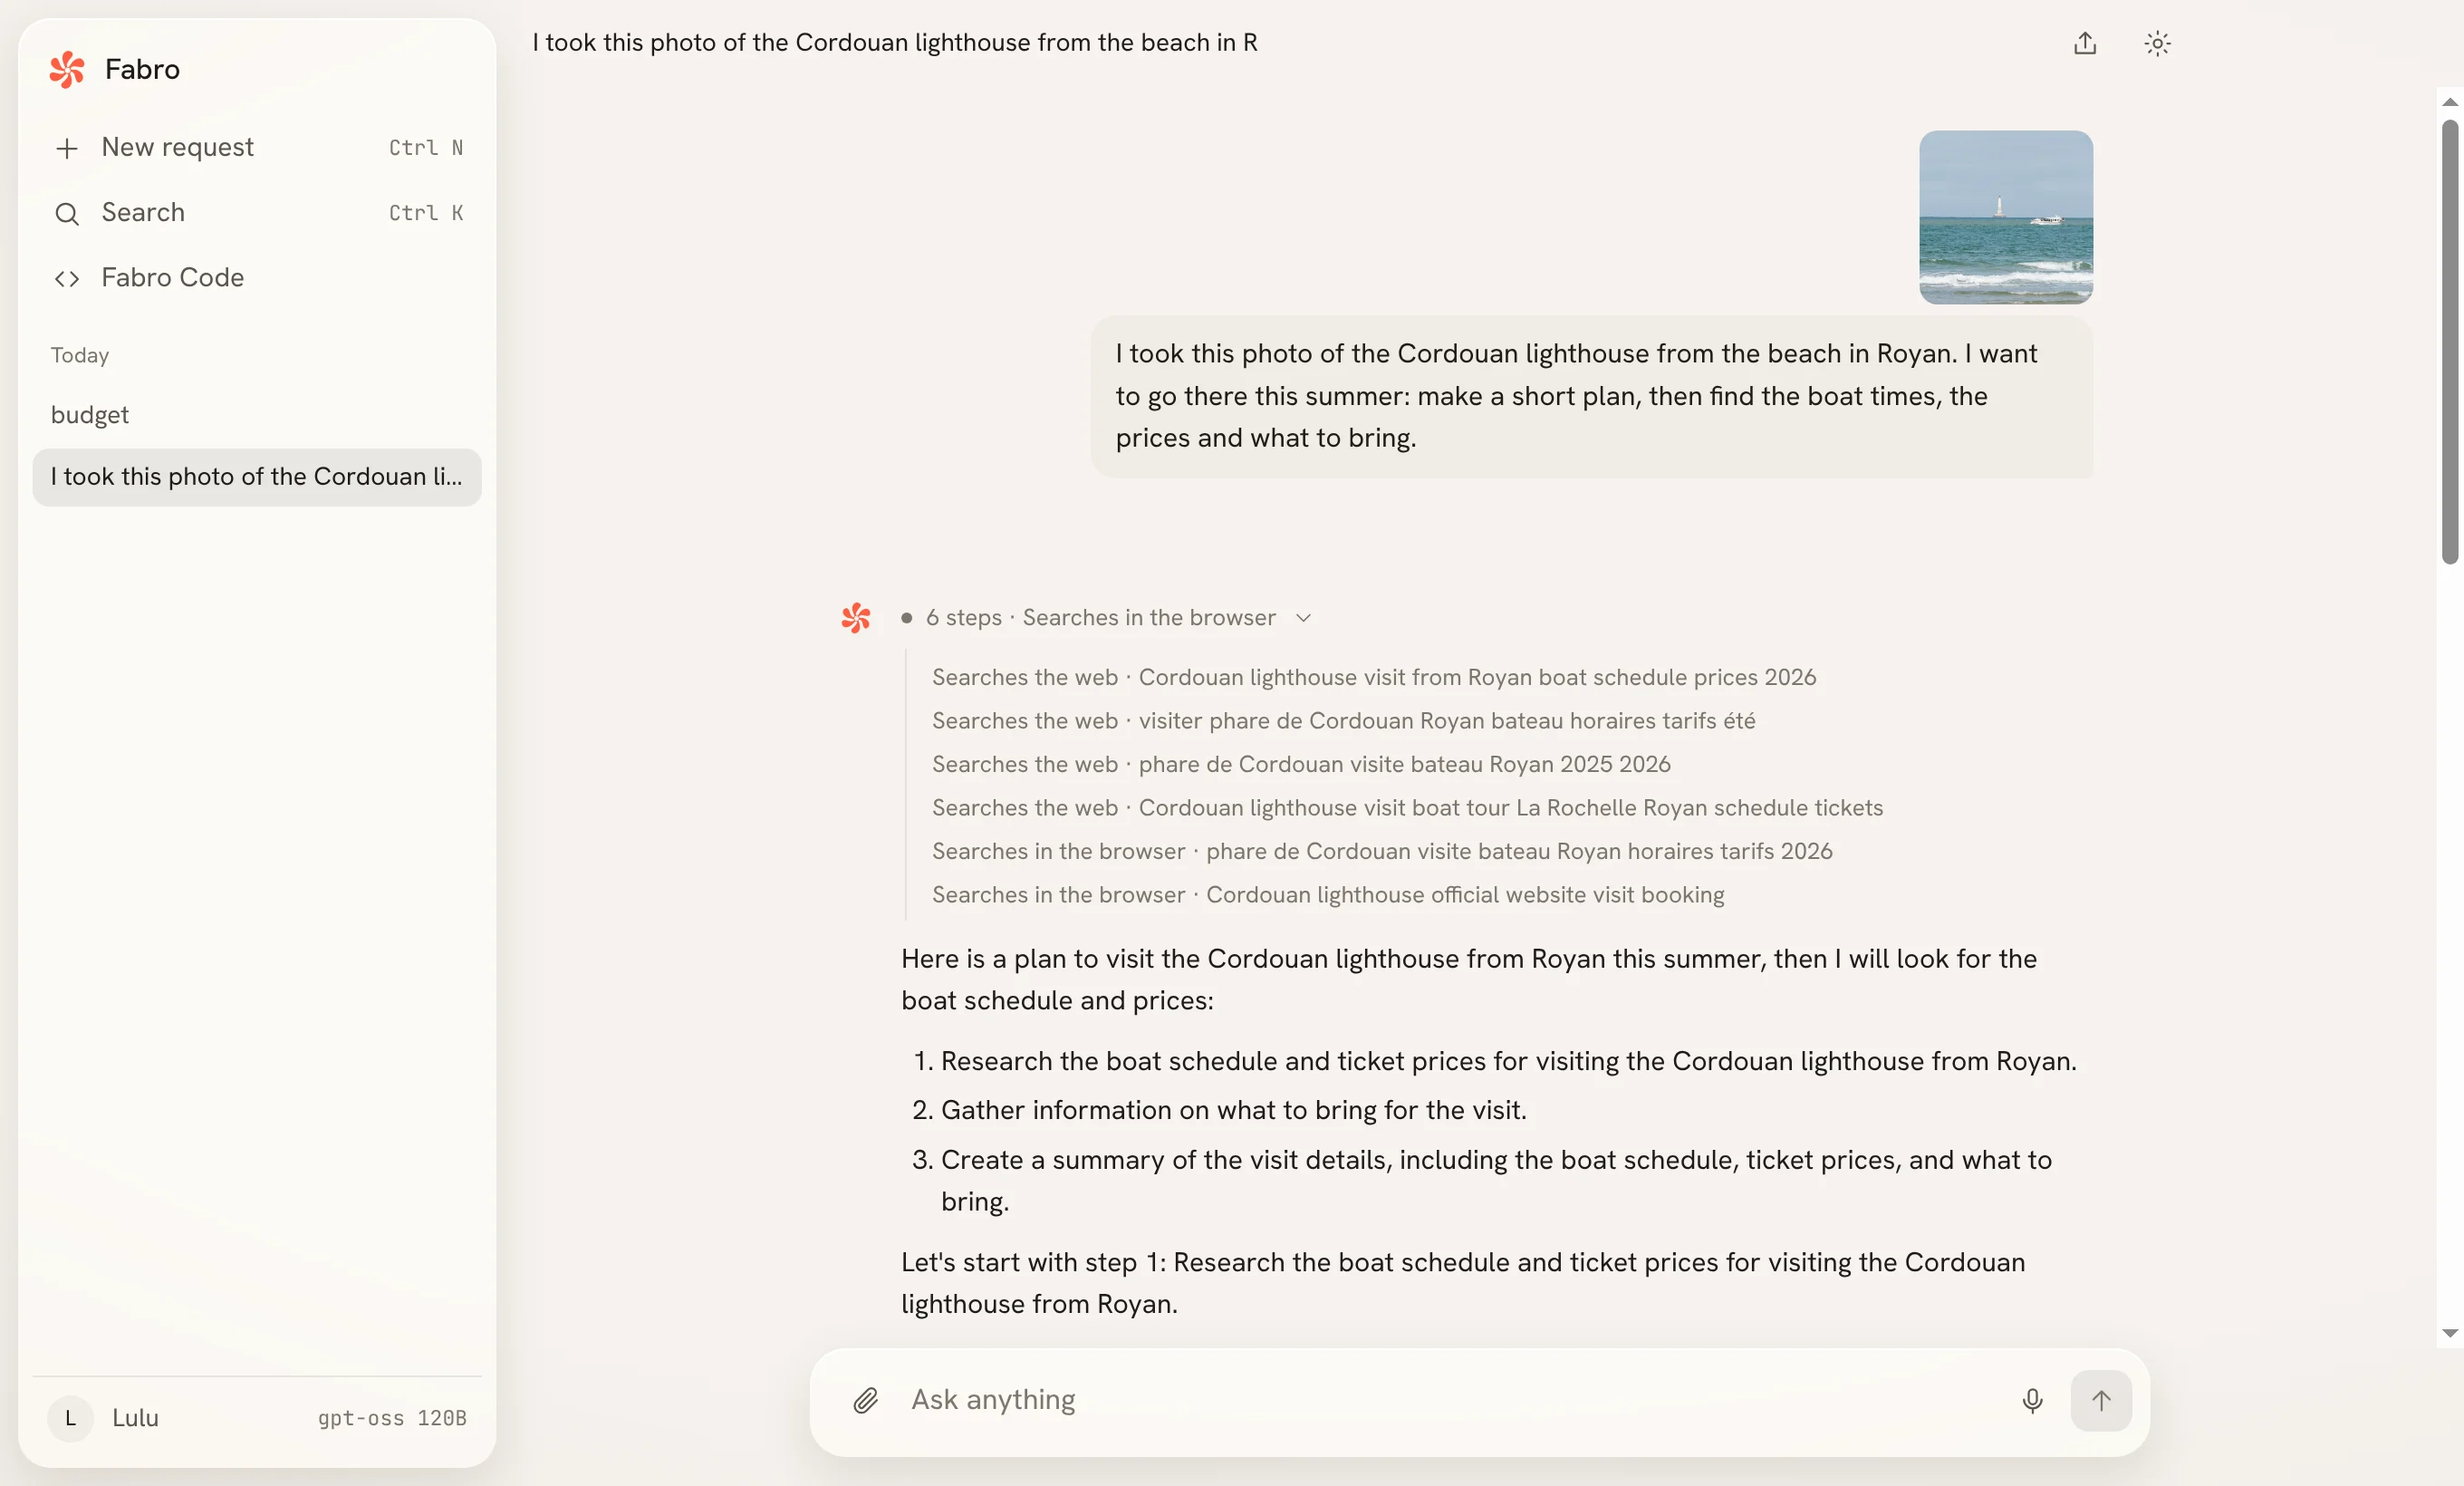 Fabro
New request Ctrl N
Search Ctrl K
Fabro Code
Today
budget
I took this photo of the Cordouan li...
L Lulu gpt-oss 120B
I took this photo of the Cordouan lighthouse from the beach in R
I took this photo of the Cordouan lighthouse from the beach in Royan. I want
to go there this summer: make a short plan, then find the boat times, the
prices and what to bring.
6 steps · Searches in the browser
Searches the web · Cordouan lighthouse visit from Royan boat schedule prices 2026
Searches the web · visiter phare de Cordouan Royan bateau horaires tarifs été
Searches the web · phare de Cordouan visite bateau Royan 2025 2026
Searches the web · Cordouan lighthouse visit boat tour La Rochelle Royan schedule tickets
Searches in the browser · phare de Cordouan visite bateau Royan horaires tarifs 2026
Searches in the browser · Cordouan lighthouse official website visit booking
Here is a plan to visit the Cordouan lighthouse from Royan this summer, then I will look for the
boat schedule and prices:
1. Research the boat schedule and ticket prices for visiting the Cordouan lighthouse from Royan.
2. Gather information on what to bring for the visit.
3. Create a summary of the visit details, including the boat schedule, ticket prices, and what to
bring.
Let's start with step 1: Research the boat schedule and ticket prices for visiting the Cordouan
lighthouse from Royan.
Ask anything